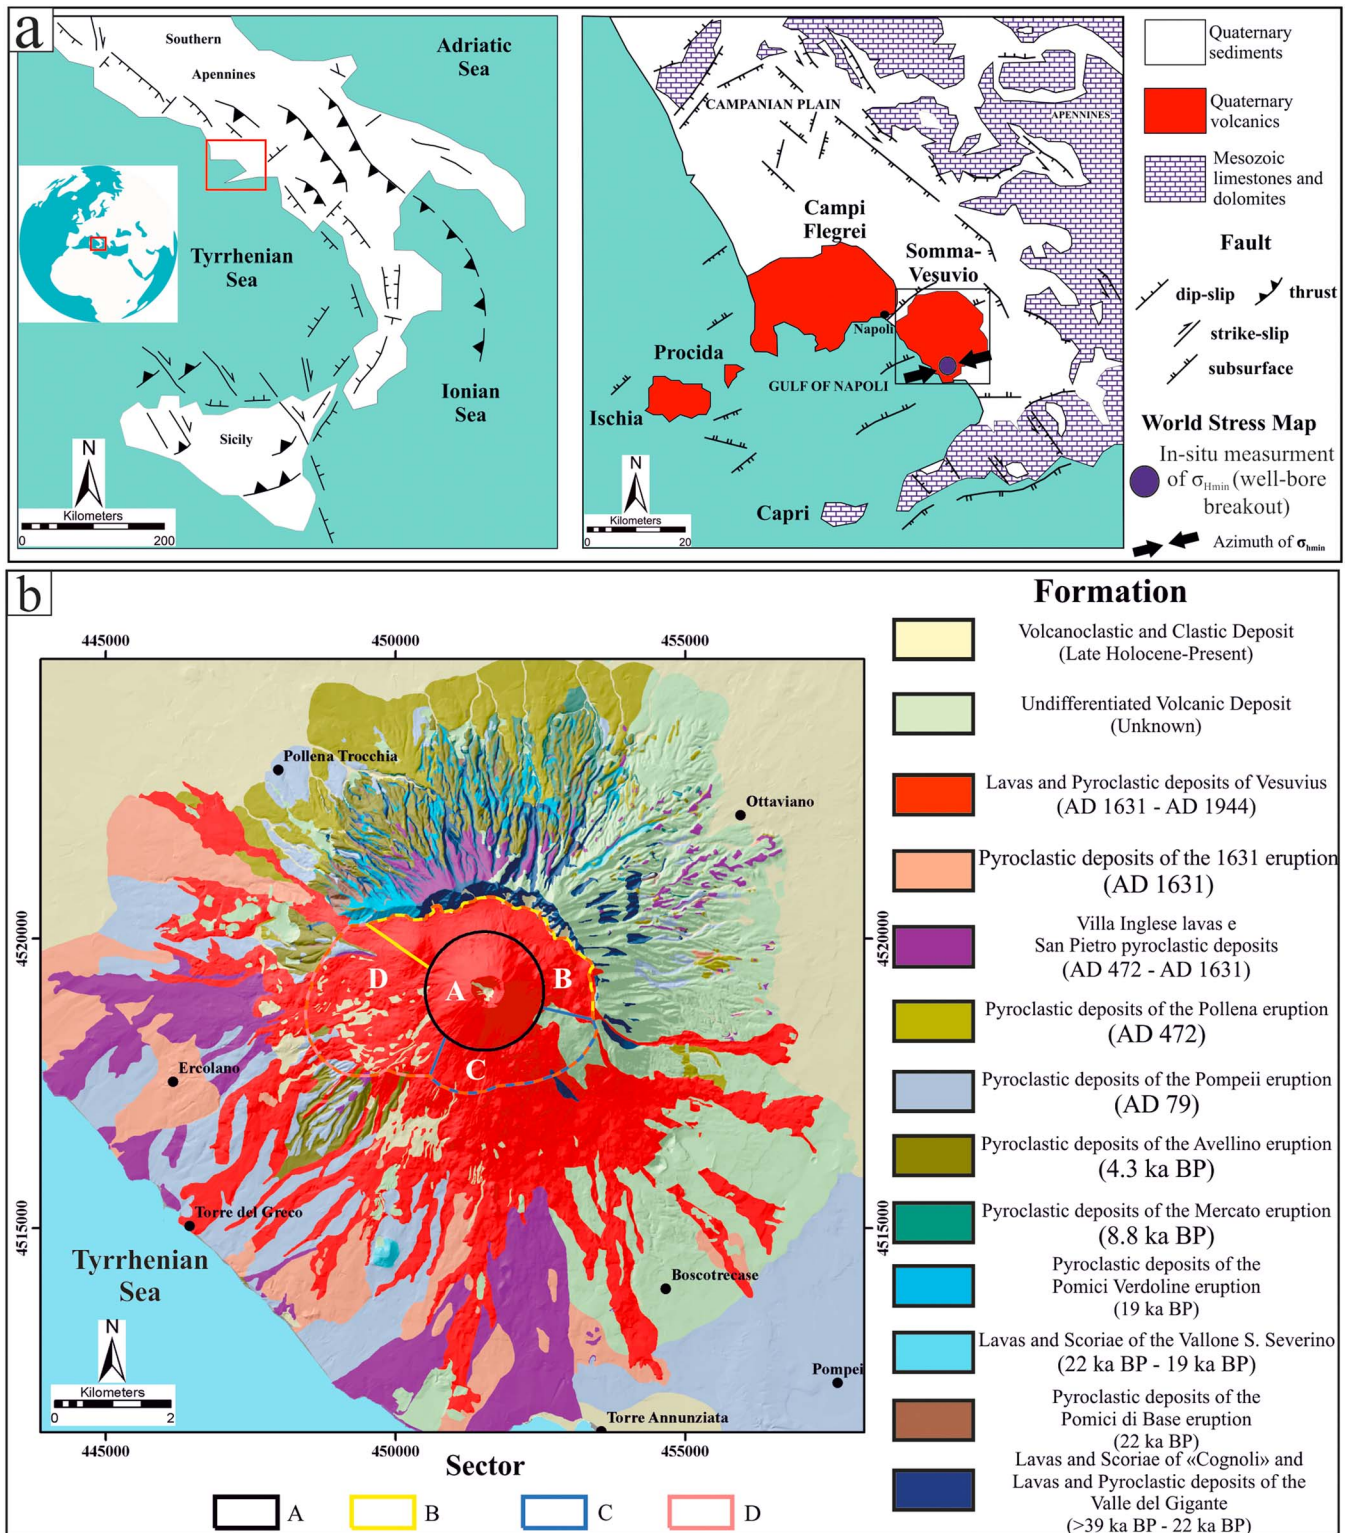 a
Southern
Apennines
Adriatic
Sea
Tyrrhenian
Sea
Ionian
Sea
Sicily
N
Kilometers
0 200
CAMPANIAN PLAIN
APENNINES
Campi
Flegrei
Somma-
Vesuvio
Napoli
Procida
GULF OF NAPOLI
Ischia
Capri
N
Kilometers
0 20
Quaternary
sediments
Quaternary
volcanics
Mesozoic
limestones and
dolomites
Fault
dip-slip
thrust
strike-slip
subsurface
World Stress Map
In-situ measurment
of σHmin (well-bore
breakout)
Azimuth of σhmin
b
445000 450000 455000
4520000
4515000
4520000
4515000
Pollena Trocchia
Ottaviano
D
A
B
C
Ercolano
Torre del Greco
Tyrrhenian
Sea
Boscotrecase
Pompei
Torre Annunziata
N
Kilometers
0 2
445000 450000 455000
Sector
A
B
C
D
Formation
Volcanoclastic and Clastic Deposit
(Late Holocene-Present)
Undifferentiated Volcanic Deposit
(Unknown)
Lavas and Pyroclastic deposits of Vesuvius
(AD 1631 - AD 1944)
Pyroclastic deposits of the 1631 eruption
(AD 1631)
Villa Inglese lavas e
San Pietro pyroclastic deposits
(AD 472 - AD 1631)
Pyroclastic deposits of the Pollena eruption
(AD 472)
Pyroclastic deposits of the Pompeii eruption
(AD 79)
Pyroclastic deposits of the Avellino eruption
(4.3 ka BP)
Pyroclastic deposits of the Mercato eruption
(8.8 ka BP)
Pyroclastic deposits of the
Pomici Verdoline eruption
(19 ka BP)
Lavas and Scoriae of the Vallone S. Severino
(22 ka BP - 19 ka BP)
Pyroclastic deposits of the
Pomici di Base eruption
(22 ka BP)
Lavas and Scoriae of «Cognoli» and
Lavas and Pyroclastic deposits of the
Valle del Gigante
(>39 ka BP - 22 ka BP)